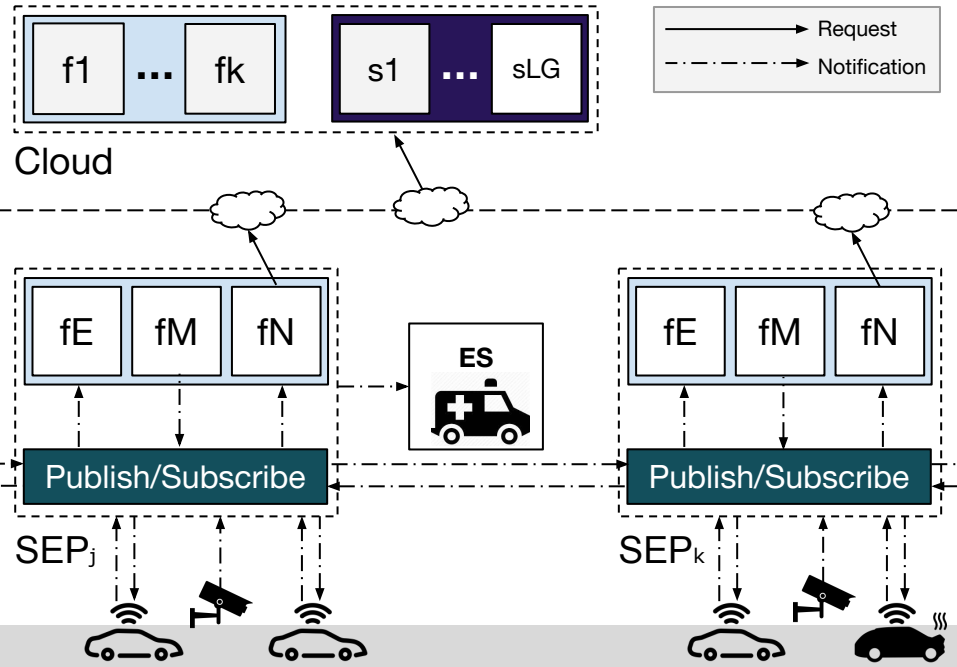 f1 ... fk
s1 ... sLG
Request
Notification
Cloud
fE fM fN
ES
fE fM fN
Publish/Subscribe
Publish/Subscribe
SEPj
SEPk